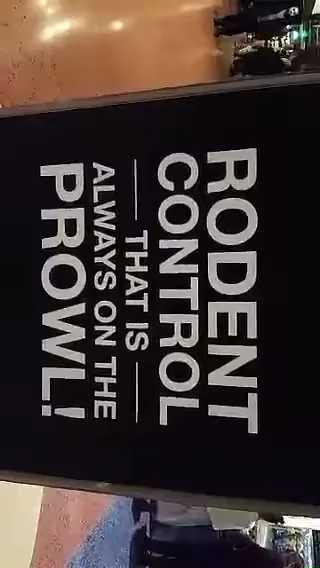 RODENT
CONTROL
THAT IS
ALWAYS ON THE
PROWL!